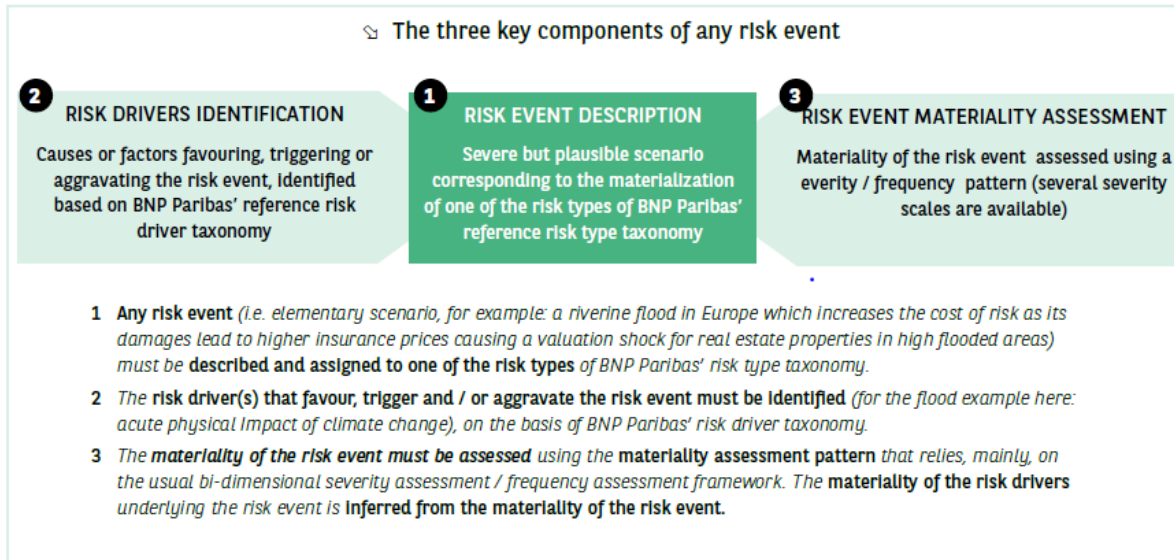 ⬂ The three key components of any risk event
2
RISK DRIVERS IDENTIFICATION
Causes or factors favouring, triggering or
aggravating the risk event, identified
based on BNP Paribas' reference risk
driver taxonomy
1
RISK EVENT DESCRIPTION
Severe but plausible scenario
corresponding to the materialization
of one of the risk types of BNP Paribas'
reference risk type taxonomy
3
RISK EVENT MATERIALITY ASSESSMENT
Materiality of the risk event assessed using a
everity / frequency pattern (several severity
scales are available)
1 Any risk event (i.e. elementary scenario, for example: a riverine flood in Europe which increases the cost of risk as its
damages lead to higher insurance prices causing a valuation shock for real estate properties in high flooded areas)
must be described and assigned to one of the risk types of BNP Paribas' risk type taxonomy.
2 The risk driver(s) that favour, trigger and / or aggravate the risk event must be identified (for the flood example here:
acute physical Impact of climate change), on the basis of BNP Paribas' risk driver taxonomy.
3 The materiality of the risk event must be assessed using the materiality assessment pattern that relies, mainly, on
the usual bi-dimensional severity assessment / frequency assessment framework. The materiality of the risk drivers
underlying the risk event is inferred from the materiality of the risk event.